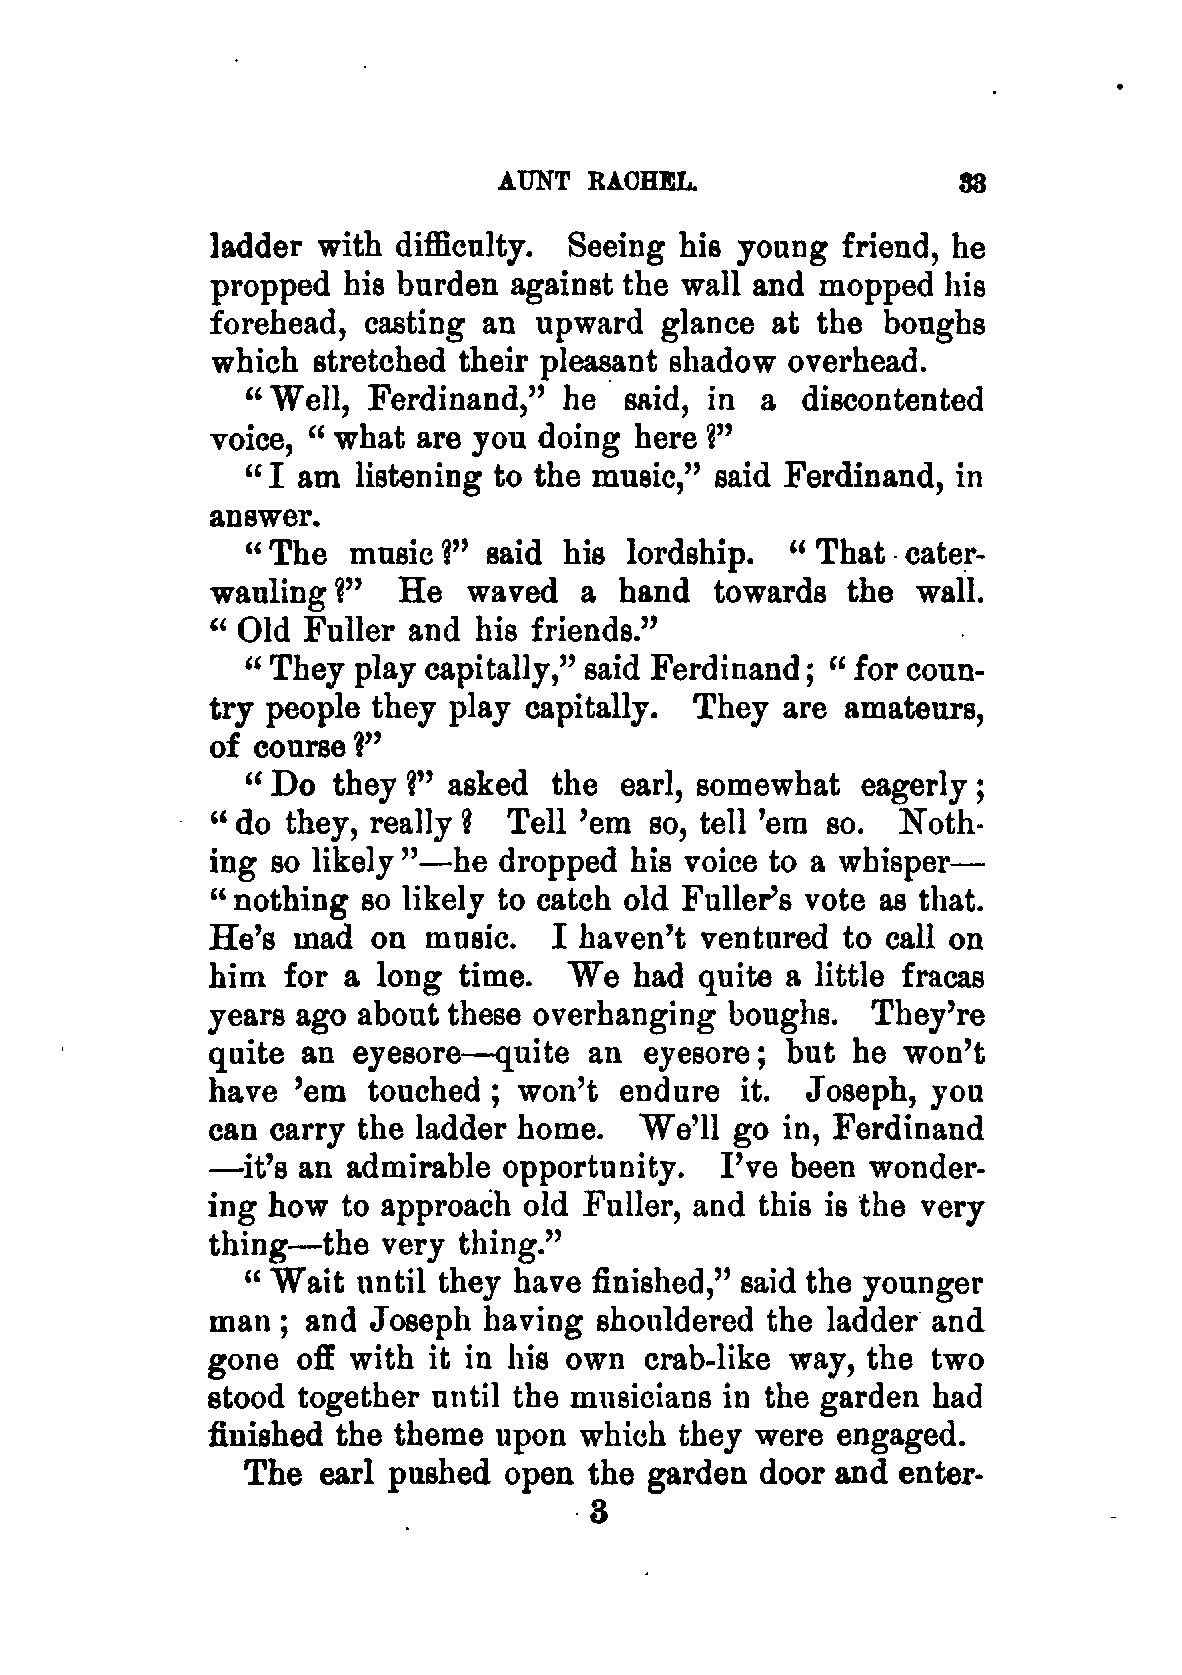 AUNT RACHEL. 33
ladder with difficulty. Seeing his young friend, he
propped his burden against the wall and mopped his
forehead, casting an upward glance at the boughs
which stretched their pleasant shadow overhead.
“Well, Ferdinand,” he said, in a discontented
voice, “what are you doing here?”
“I am listening to the music,” said Ferdinand, in
answer.
“The music?” said his lordship. “That cater-
wauling?” He waved a hand towards the wall.
“Old Fuller and his friends.”
“They play capitally,” said Ferdinand; “for coun-
try people they play capitally. They are amateurs,
of course?”
“Do they?” asked the earl, somewhat eagerly;
“do they, really? Tell ’em so, tell ’em so. Noth-
ing so likely”—he dropped his voice to a whisper—
“nothing so likely to catch old Fuller’s vote as that.
He’s mad on music. I haven’t ventured to call on
him for a long time. We had quite a little fracas
years ago about these overhanging boughs. They’re
quite an eyesore—quite an eyesore; but he won’t
have ’em touched; won’t endure it. Joseph, you
can carry the ladder home. We’ll go in, Ferdinand
—it’s an admirable opportunity. I’ve been wonder-
ing how to approach old Fuller, and this is the very
thing—the very thing.”
“Wait until they have finished,” said the younger
man; and Joseph having shouldered the ladder and
gone off with it in his own crab-like way, the two
stood together until the musicians in the garden had
finished the theme upon which they were engaged.
The earl pushed open the garden door and enter-
3